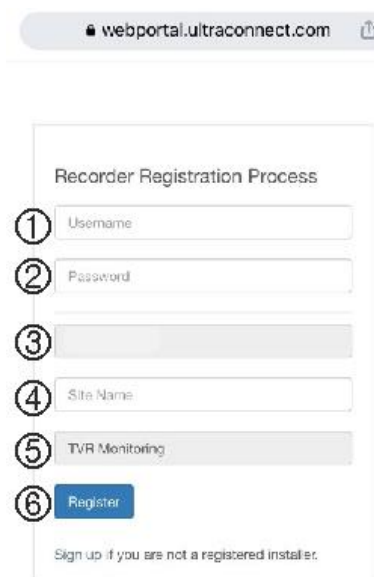 webportal.ultraconnect.com
Recorder Registration Process
① Username
② Password
③
④ Site Name
⑤ TVR Monitoring
⑥ Register
Sign up if you are not a registered installer.